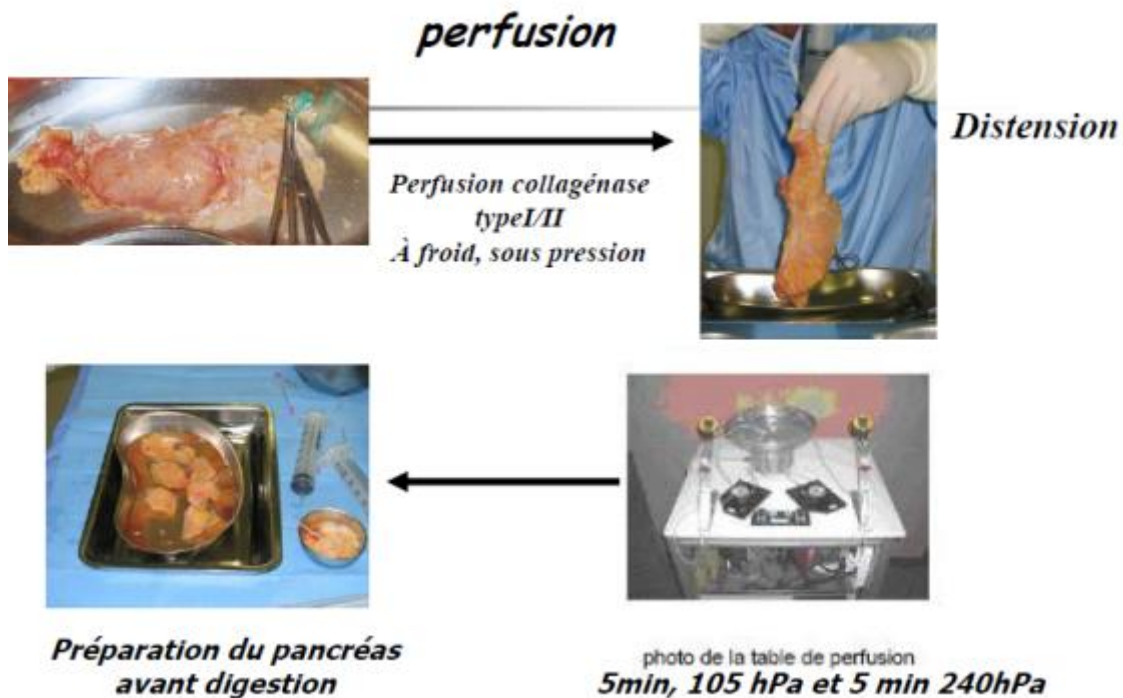 perfusion
Perfusion collagénase
typeI/II
À froid, sous pression
Distension
Préparation du pancréas
avant digestion
photo de la table de perfusion
5min, 105 hPa et 5 min 240hPa